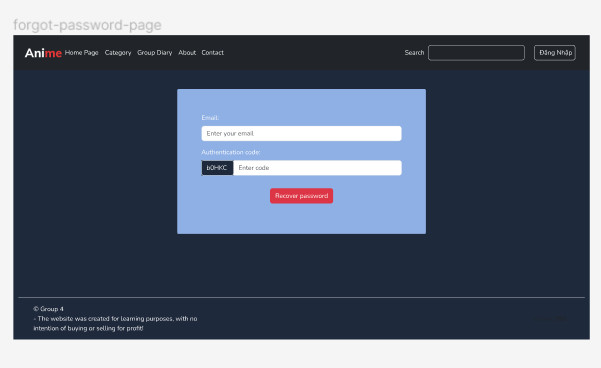 forgot-password-page
Anime Home Page Category Group Diary About Contact Search Đăng Nhập
Email:
Enter your email
Authentication code:
b0HKC Enter code
Recover password
© Group 4
- The website was created for learning purposes, with no
intention of buying or selling for profit!